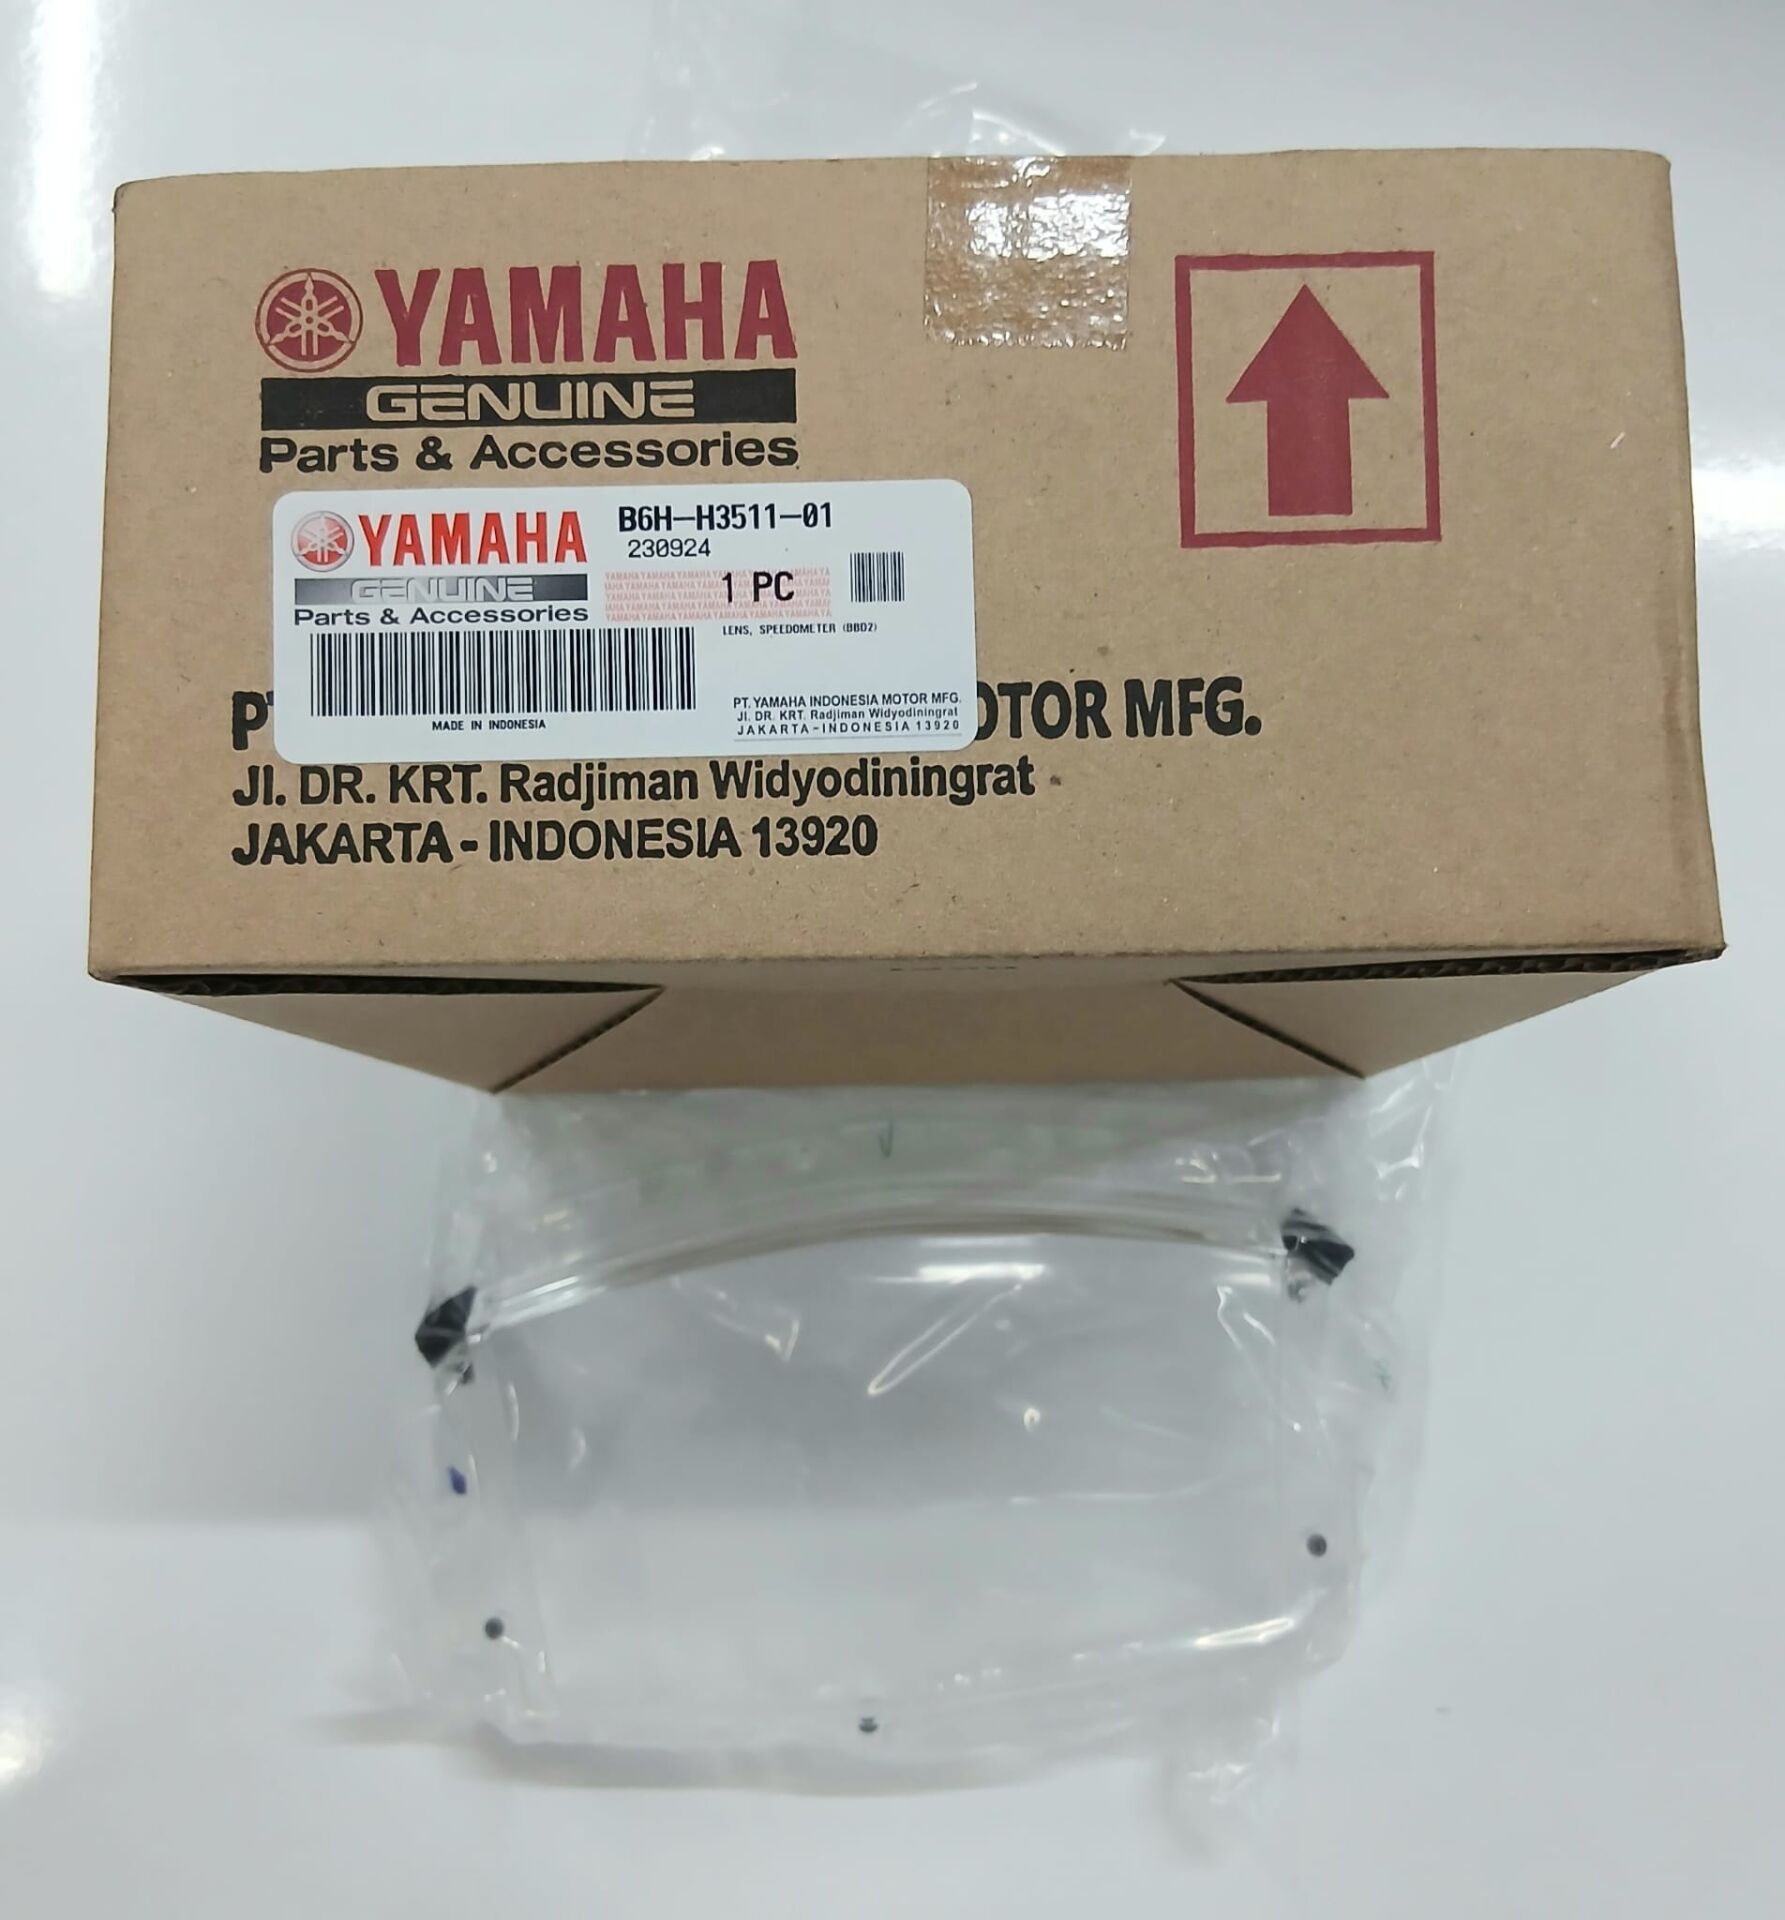 YAMAHA
GENUINE
Parts & Accessories
YAMAHA
GENUINE
Parts & Accessories
B6H-H3511-01
230924
1 PC
LENS, SPEEDOMETER (BBD2)
MADE IN INDONESIA
PT. YAMAHA INDONESIA MOTOR MFG.
JI. DR. KRT. Radjiman Widyodiningrat
JAKARTA-INDONESIA 13920
OTOR MFG.
JI. DR. KRT. Radjiman Widyodiningrat
JAKARTA - INDONESIA 13920